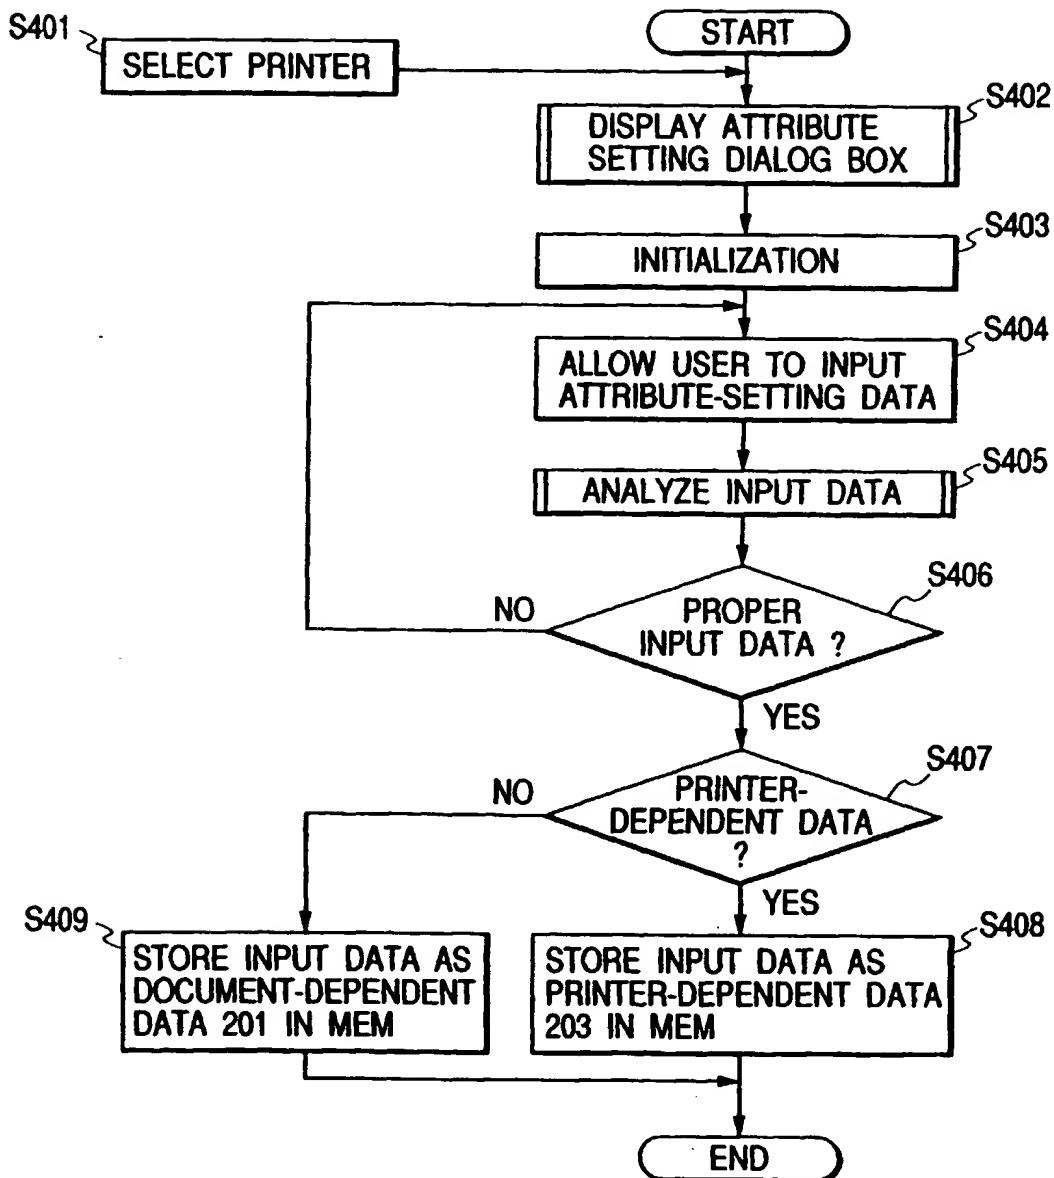 S401
START
SELECT PRINTER
S402
DISPLAY ATTRIBUTE
SETTING DIALOG BOX
S403
INITIALIZATION
S404
ALLOW USER TO INPUT
ATTRIBUTE-SETTING DATA
S405
ANALYZE INPUT DATA
S406
NO
PROPER
INPUT DATA ?
YES
S407
NO
PRINTER-
DEPENDENT DATA
?
YES
S409
STORE INPUT DATA AS
DOCUMENT-DEPENDENT
DATA 201 IN MEM
S408
STORE INPUT DATA AS
PRINTER-DEPENDENT DATA
203 IN MEM
END